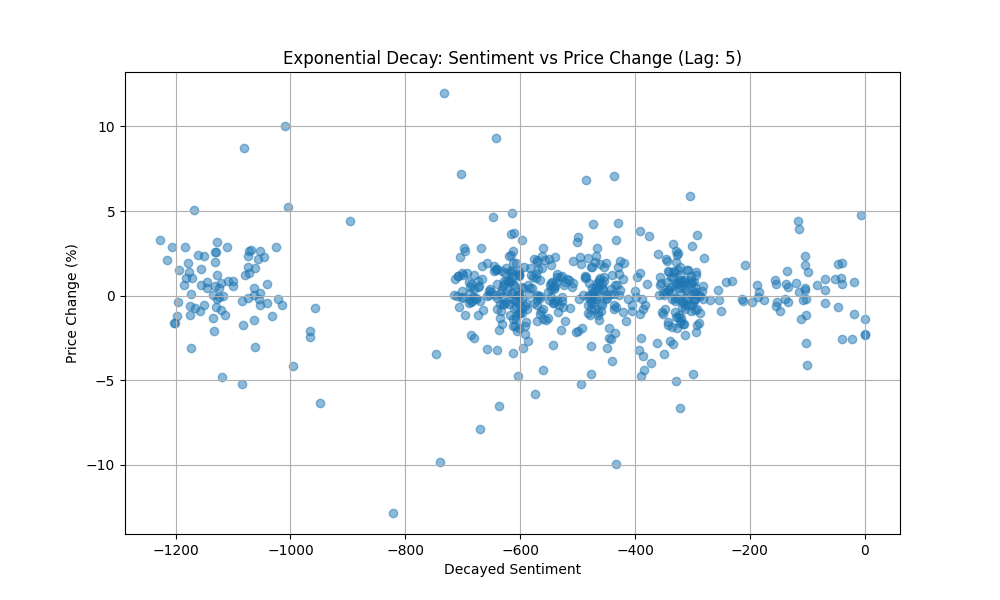 Exponential Decay: Sentiment vs Price Change (Lag: 5)
10
5
0
−5
−10
Price Change (%)
−1200 −1000 −800 −600 −400 −200 0
Decayed Sentiment